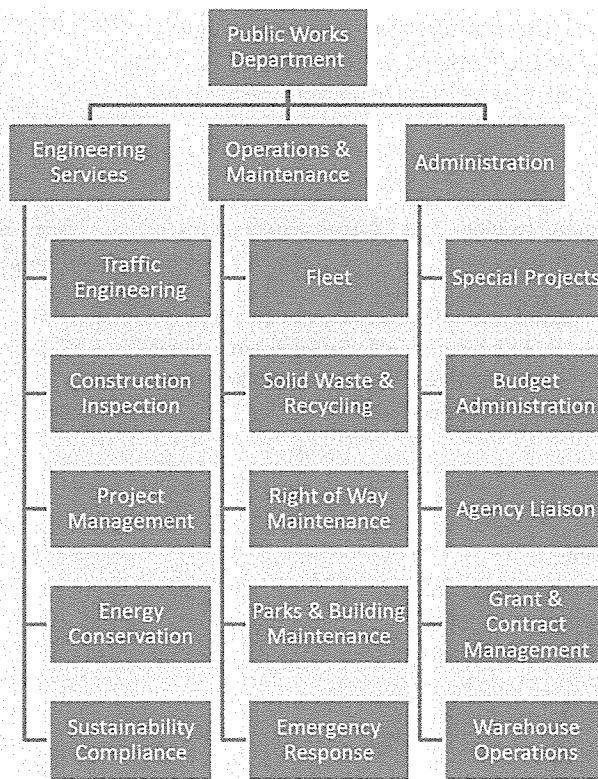 Public Works
Department
Engineering
Services
Operations &
Maintenance
Administration
Traffic
Engineering
Fleet
Special Projects
Construction
Inspection
Solid Waste &
Recycling
Budget
Administration
Project
Management
Right of Way
Maintenance
Agency Liaison
Energy
Conservation
Parks & Building
Maintenance
Grant &
Contract
Management
Sustainability
Compliance
Emergency
Response
Warehouse
Operations